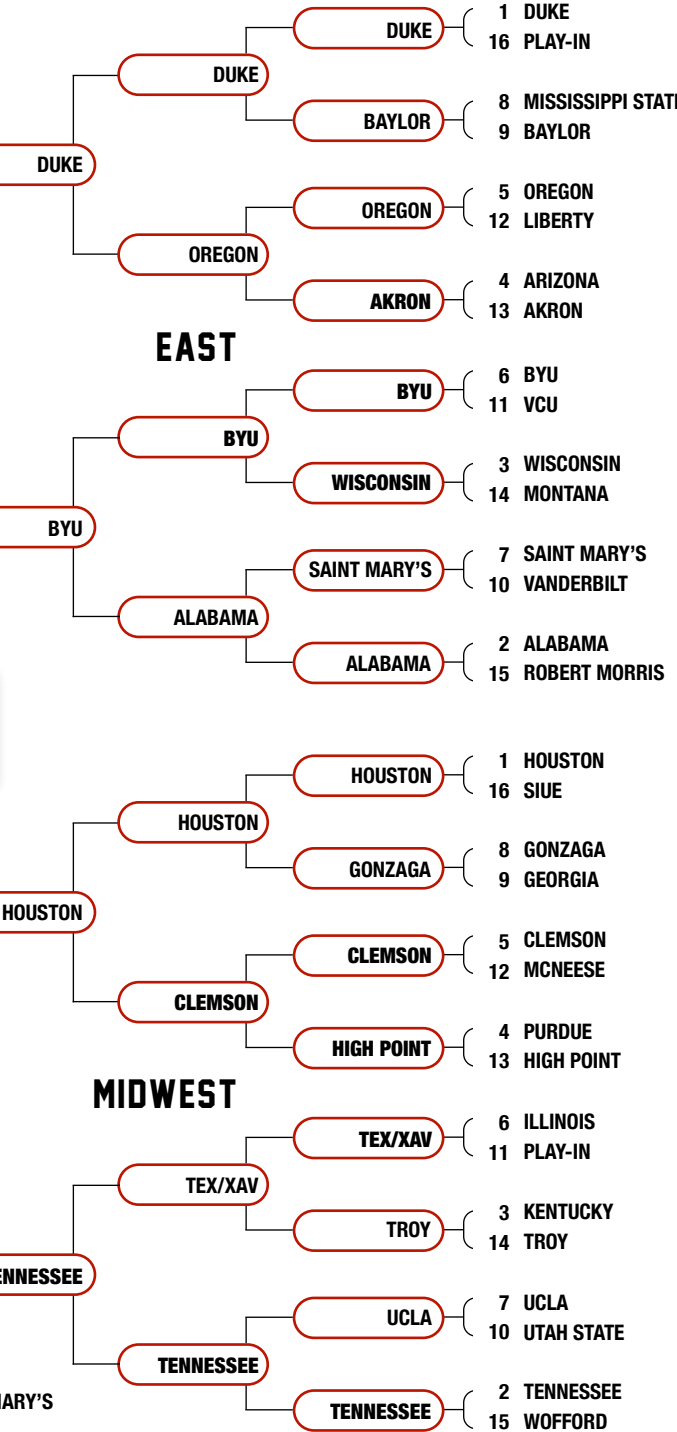 1 DUKE
16 PLAY-IN
DUKE
DUKE
8
9 BAYLOR
BAYLOR
DUKE
5 OREGON
12 LIBERTY
OREGON
OREGON
4 ARIZONA
13 AKRON
AKRON
EAST
6 BYU
11 VCU
BYU
BYU
3 WISCONSIN
14 MONTANA
WISCONSIN
BYU
7 SAINT MARY'S
10 VANDERBILT
SAINT MARY'S
ALABAMA
2 ALABAMA
15 ROBERT MORRIS
ALABAMA
1 HOUSTON
16 SIUE
HOUSTON
HOUSTON
8 GONZAGA
9 GEORGIA
GONZAGA
HOUSTON
5 CLEMSON
12 MCNEESE
CLEMSON
CLEMSON
4 PURDUE
13 HIGH POINT
HIGH POINT
MIDWEST
6 ILLINOIS
11 PLAY-IN
TEX/XAV
TEX/XAV
3 KENTUCKY
14 TROY
TROY
7 UCLA
10 UTAH STATE
UCLA
TENNESSEE
2 TENNESSEE
15 WOFFORD
TENNESSEE